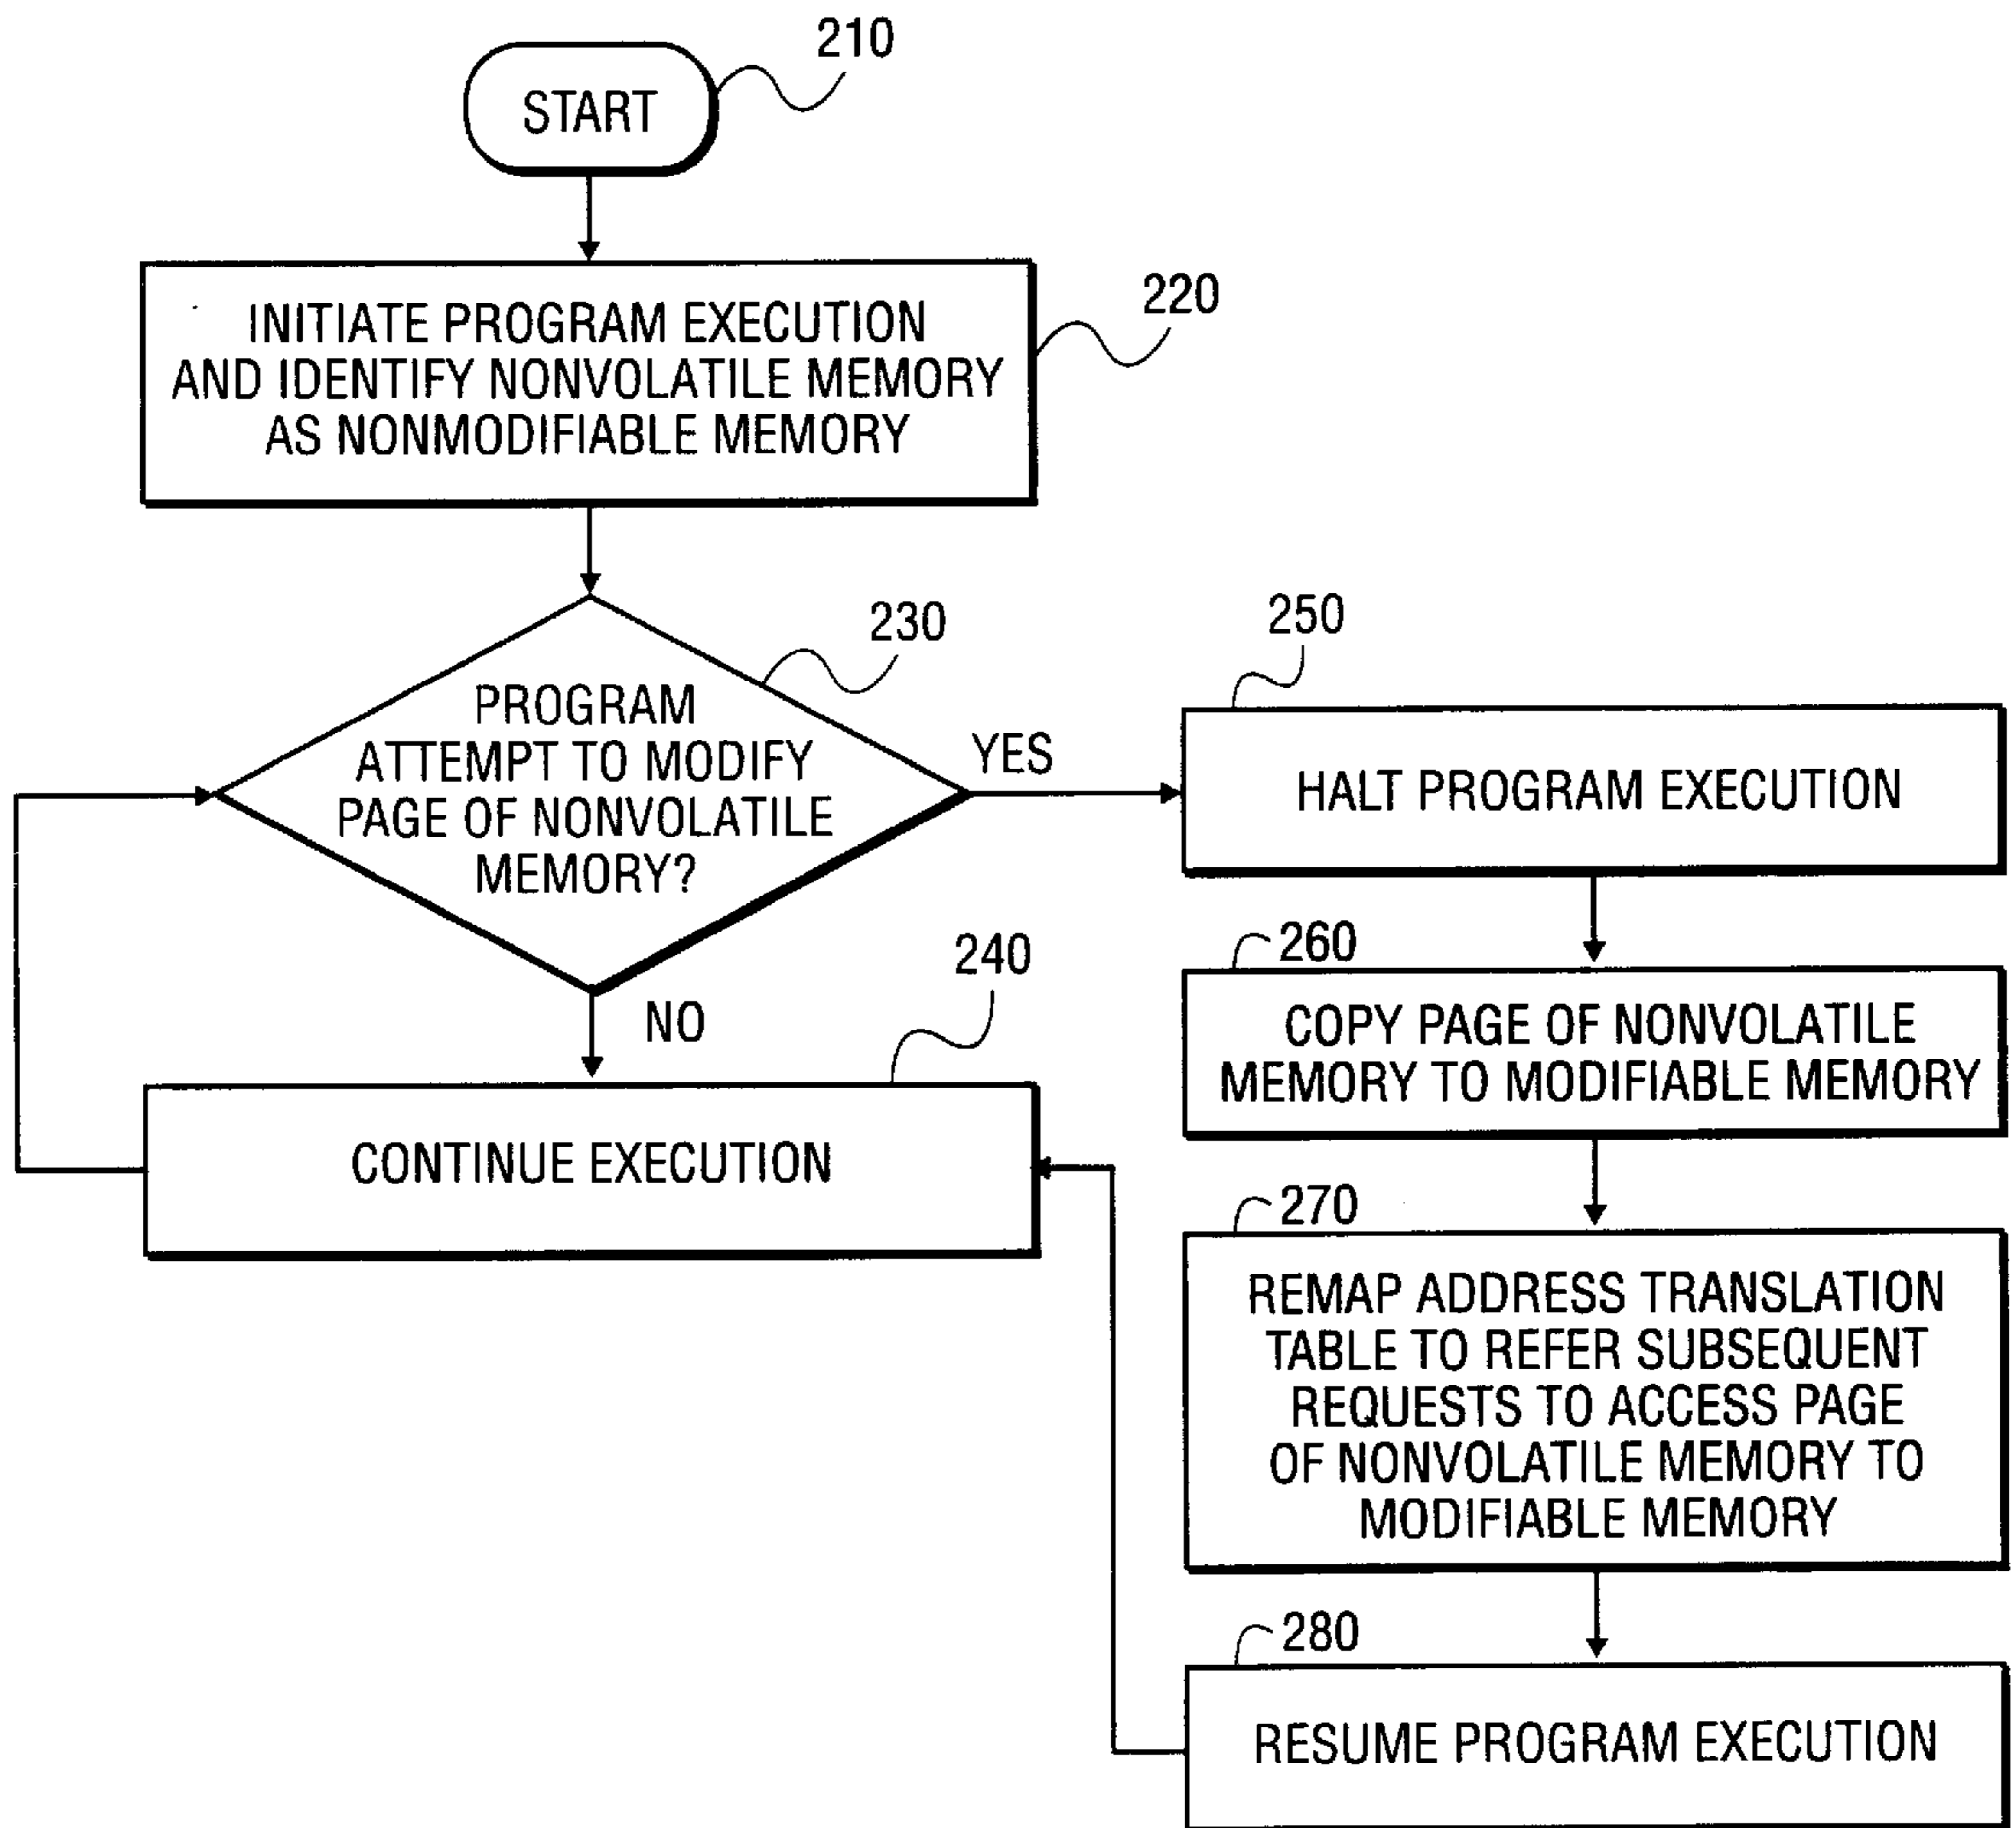 210
START
220
INITIATE PROGRAM EXECUTION
AND IDENTIFY NONVOLATILE MEMORY
AS NONMODIFIABLE MEMORY
230
PROGRAM
ATTEMPT TO MODIFY
PAGE OF NONVOLATILE
MEMORY?
YES
NO
240
CONTINUE EXECUTION
250
HALT PROGRAM EXECUTION
260
COPY PAGE OF NONVOLATILE
MEMORY TO MODIFIABLE MEMORY
270
REMAP ADDRESS TRANSLATION
TABLE TO REFER SUBSEQUENT
REQUESTS TO ACCESS PAGE
OF NONVOLATILE MEMORY TO
MODIFIABLE MEMORY
280
RESUME PROGRAM EXECUTION